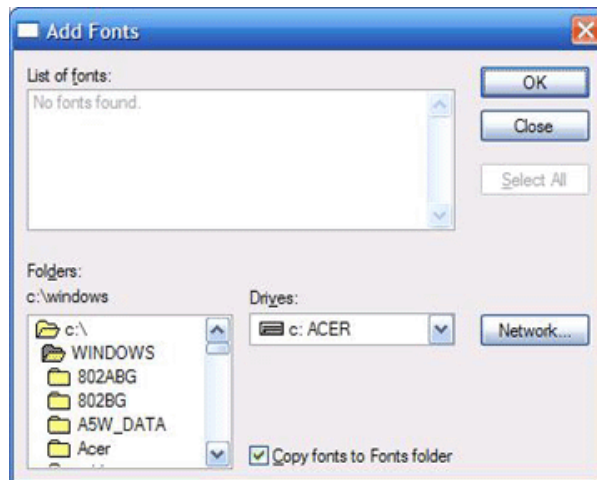 Add Fonts
List of fonts:
No fonts found.
OK
Close
Select All
Folders:
c:\windows
Drives:
c:\
WINDOWS
802ABG
802BG
A5W_DATA
Acer
c: ACER
Network...
Copy fonts to Fonts folder